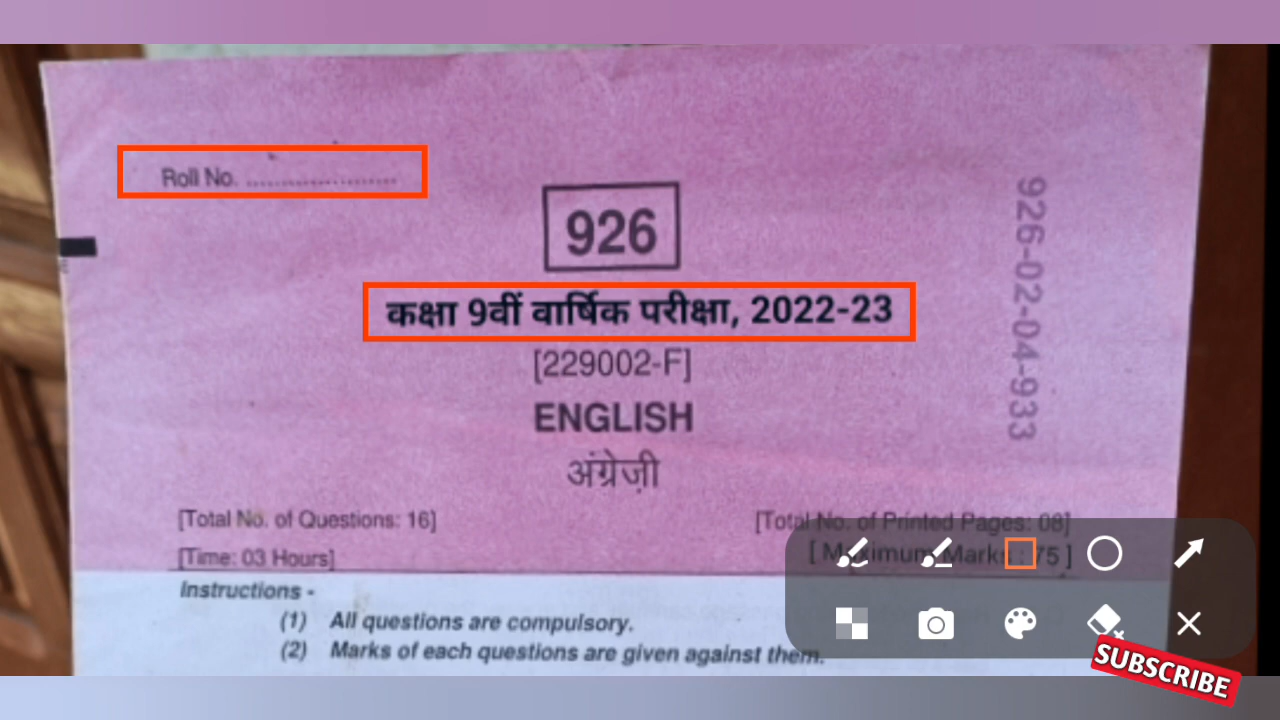 Roll No. ......................
926
926-02-04-933
कक्षा 9वीं वार्षिक परीक्षा, 2022-23
[229002-F]
ENGLISH
अंग्रेज़ी
[Total No. of Questions: 16]
[Total No. of Printed Pages: 08]
[Time: 03 Hours]
[ Maximum Marks : 75 ]
Instructions -
(1) All questions are compulsory.
(2) Marks of each questions are given against them.
SUBSCRIBE